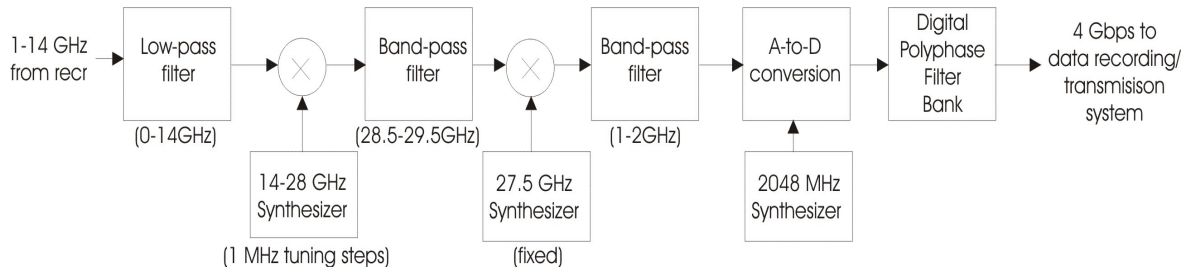 1-14 GHz
from recr
Low-pass
filter
(0-14GHz)
14-28 GHz
Synthesizer
(1 MHz tuning steps)
Band-pass
filter
(28.5-29.5GHz)
27.5 GHz
Synthesizer
(fixed)
Band-pass
filter
(1-2GHz)
A-to-D
conversion
2048 MHz
Synthesizer
Digital
Polyphase
Filter
Bank
4 Gbps to
data recording/
transmisison
system